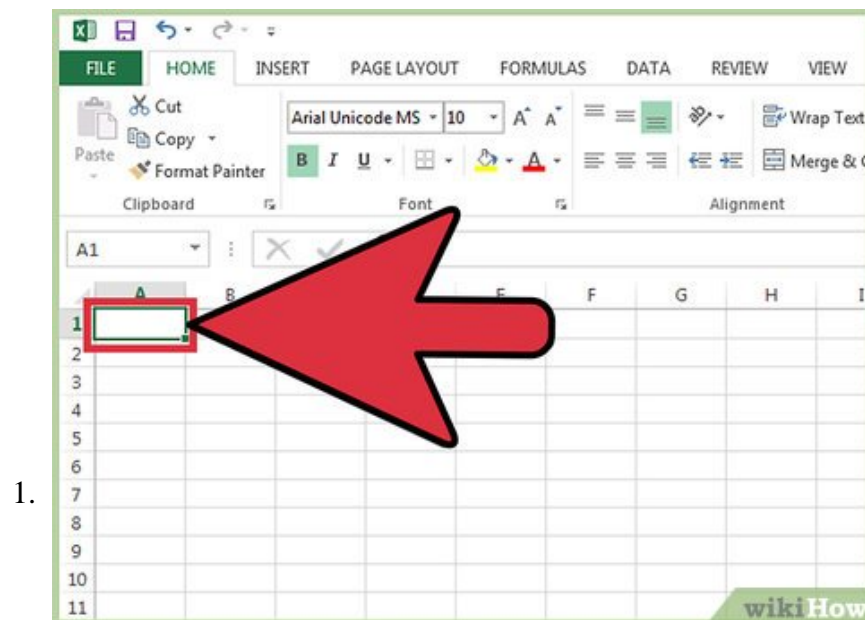 FILE HOME INSERT PAGE LAYOUT FORMULAS DATA REVIEW VIEW
Cut
Copy
Paste
Format Painter
Arial Unicode MS 10 A A
B I U A
Wrap Text
Merge &
Clipboard Font Alignment
A1
A B E F G H I
1
2
3
4
5
6
1. 7
8
9
10
11
wikiHow